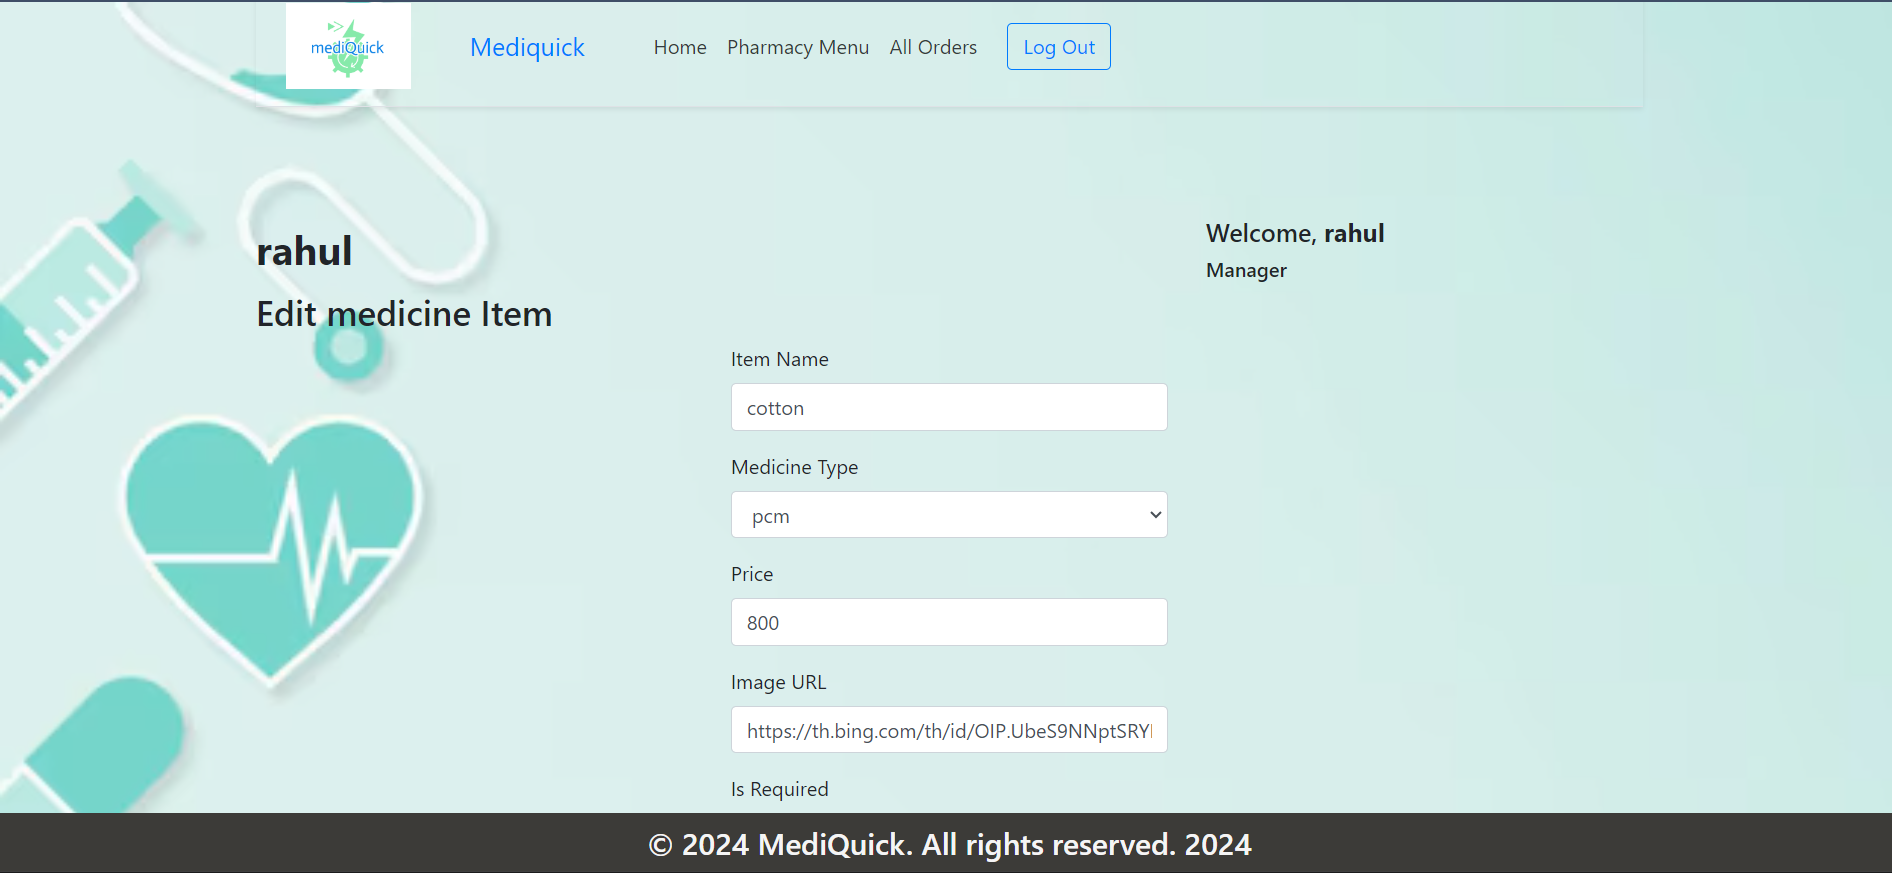 mediQuick
Mediquick
Home Pharmacy Menu All Orders Log Out
Welcome, rahul
Manager
rahul
Edit medicine Item
Item Name
cotton
Medicine Type
pcm
Price
800
Image URL
https://th.bing.com/th/id/OIP.UbeS9NNptSRY
Is Required
© 2024 MediQuick. All rights reserved. 2024